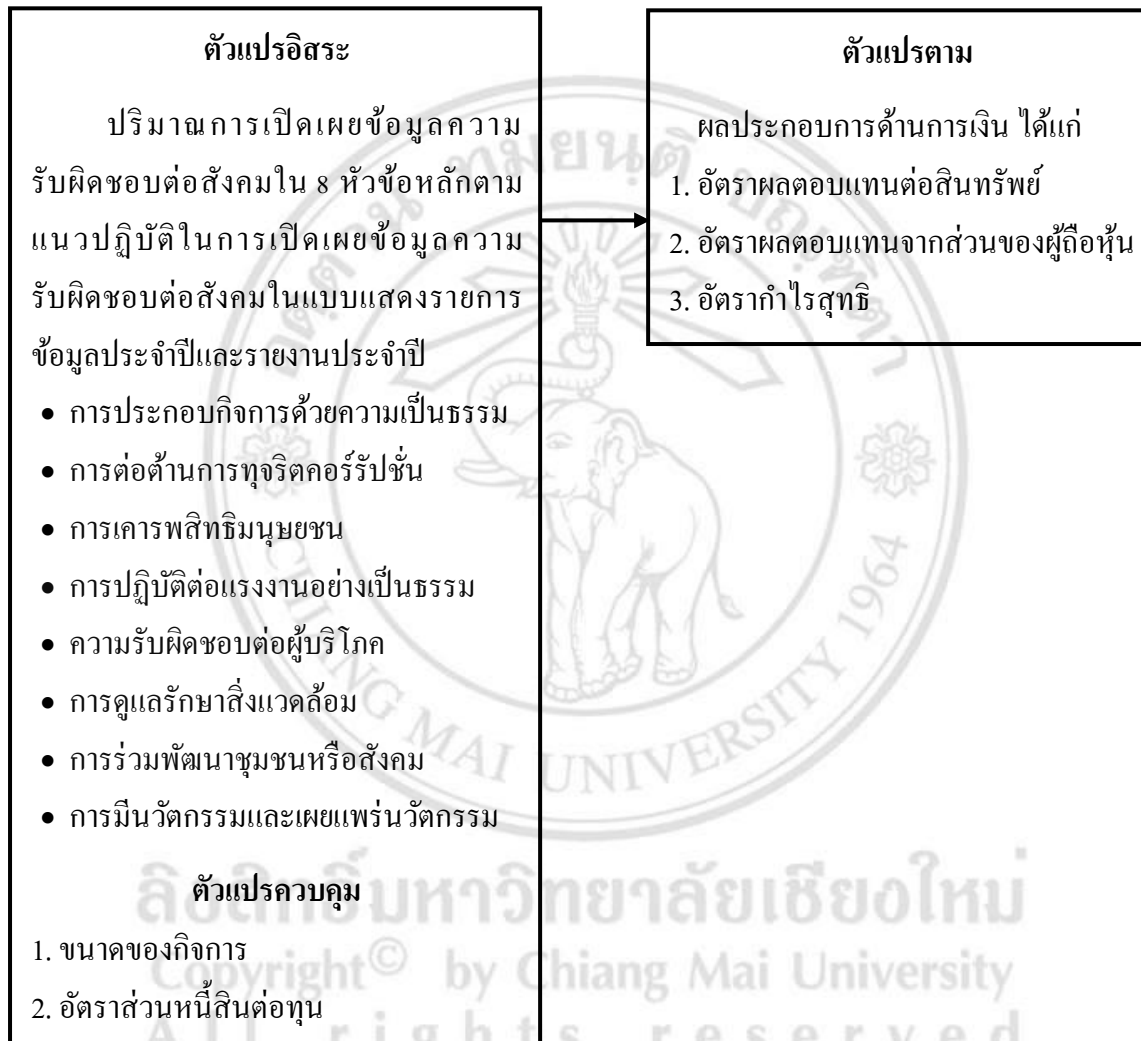 ตัวแปรอิสระ
ปริมาณการเปิดเผยข้อมูลความ
รับผิดชอบต่อสังคมใน 8 หัวข้อหลักตาม
แนวปฏิบัติในการเปิดเผยข้อมูลความ
รับผิดชอบต่อสังคมในแบบแสดงรายการ
ข้อมูลประจำปีและรายงานประจำปี
• การประกอบกิจการด้วยความเป็นธรรม
• การต่อต้านการทุจริตคอร์รัปชั่น
• การเคารพสิทธิมนุษยชน
• การปฏิบัติต่อแรงงานอย่างเป็นธรรม
• ความรับผิดชอบต่อผู้บริโภค
• การดูแลรักษาสิ่งแวดล้อม
• การร่วมพัฒนาชุมชนหรือสังคม
• การมีนวัตกรรมและเผยแพร่นวัตกรรม
ตัวแปรควบคุม
1. ขนาดของกิจการ
2. อัตราส่วนหนี้สินต่อทุน
ตัวแปรตาม
ผลประกอบการด้านการเงิน ได้แก่
1. อัตราผลตอบแทนต่อสินทรัพย์
2. อัตราผลตอบแทนจากส่วนของผู้ถือหุ้น
3. อัตรากำไรสุทธิ
CHIANG MAI UNIVERSITY 1964
ลิขสิทธิ์มหาวิทยาลัยเชียงใหม่
Copyright© by Chiang Mai University
All rights reserved